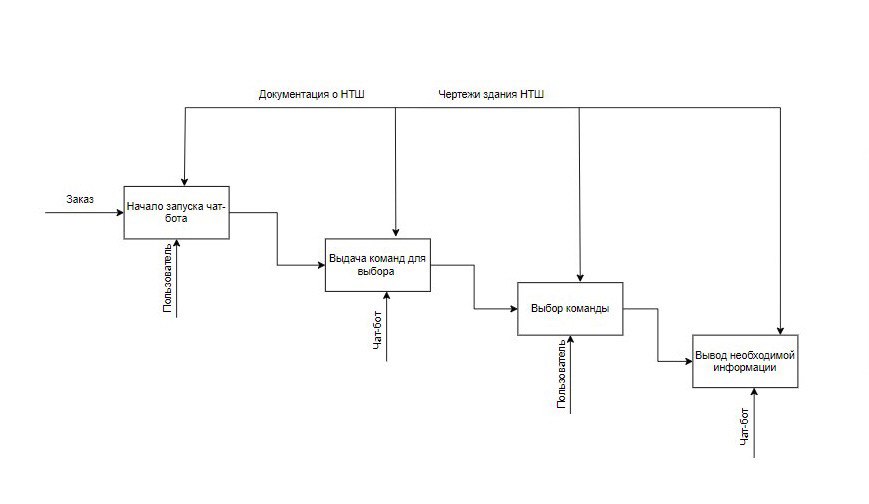 Документация о НТШ
Чертежи здания НТШ
Заказ
Начало запуска чат-
бота
Пользователь
Выдача команд для
выбора
Чат-бот
Выбор команды
Пользователь
Вывод необходимой
информации
Чат-бот